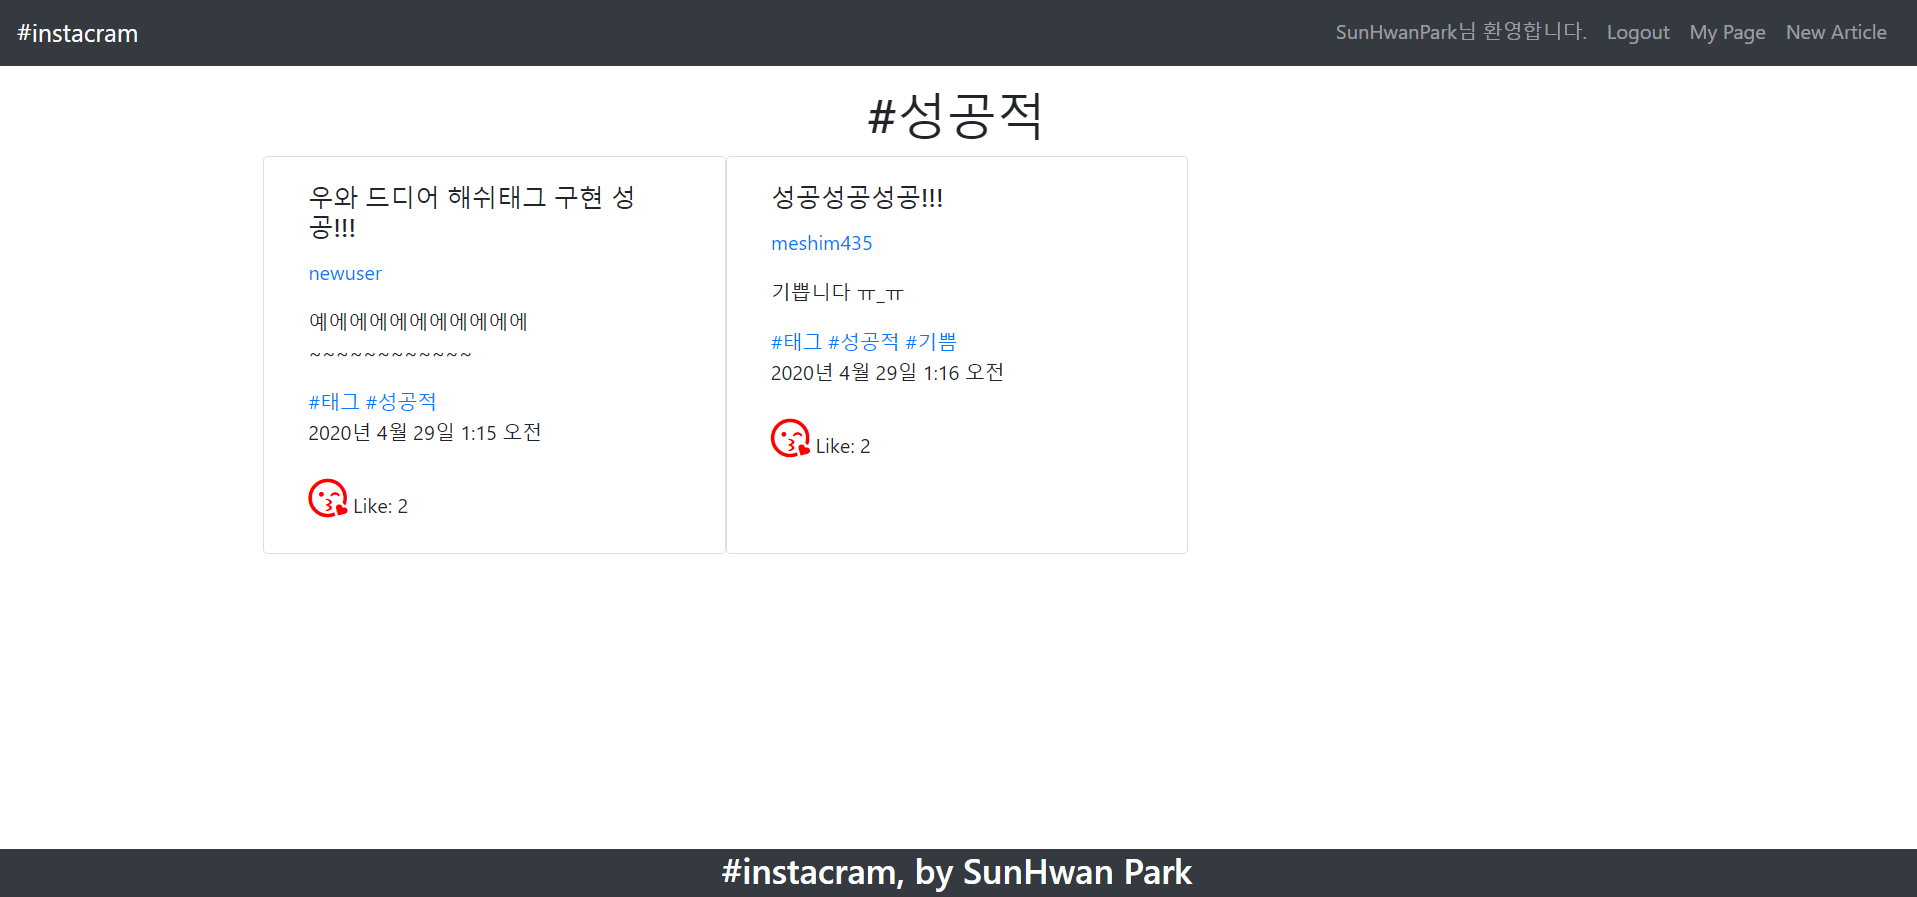 #instacram
SunHwanPark님 환영합니다. Logout My Page New Article
#성공적
우와 드디어 해쉬태그 구현 성
공!!!
newuser
예에에에에에에에에에에
~~~~~~~~~~~~
#태그 #성공적
2020년 4월 29일 1:15 오전
Like: 2
성공성공성공!!!
meshim435
기쁩니다 ㅠ_ㅠ
#태그 #성공적 #기쁨
2020년 4월 29일 1:16 오전
Like: 2
#instacram, by SunHwan Park